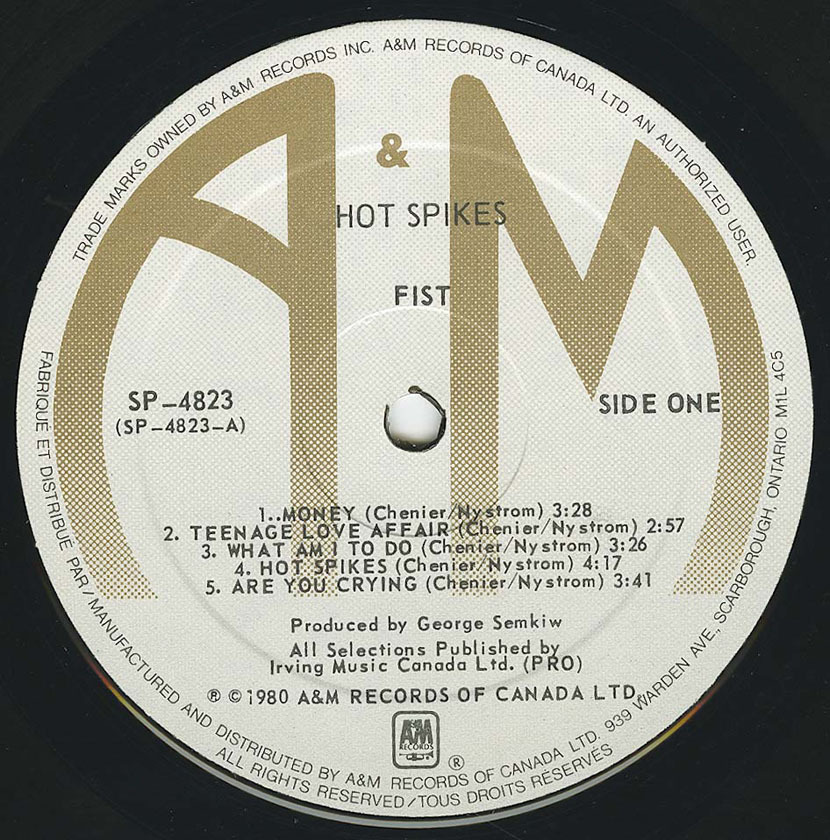 TRADE MARKS OWNED BY A&M RECORDS INC. A&M RECORDS OF CANADA LTD. AN AUTHORIZED USER.
A & M
HOT SPIKES
FIST
SP-4823
(SP-4823-A)
SIDE ONE
1..MONEY (Chenier/Nystrom) 3:28
2. TEENAGE LOVE AFFAIR (Chenier/Nystrom) 2:57
3. WHAT AM I TO DO (Chenier/Nystrom) 3:26
4. HOT SPIKES (Chenier/Nystrom) 4:17
5. ARE YOU CRYING (Chenier/Nystrom) 3:41
Produced by George Semkiw
All Selections Published by
Irving Music Canada Ltd. (PRO)
℗ ©1980 A&M RECORDS OF CANADA LTD.
A&M
RECORDS
®
FABRIQUÉ ET DISTRIBUÉ PAR/MANUFACTURED AND DISTRIBUTED BY A&M RECORDS OF CANADA LTD. 939 WARDEN AVE., SCARBOROUGH, ONTARIO M1L 4C5
ALL RIGHTS RESERVED/TOUS DROITS RÉSERVÉS